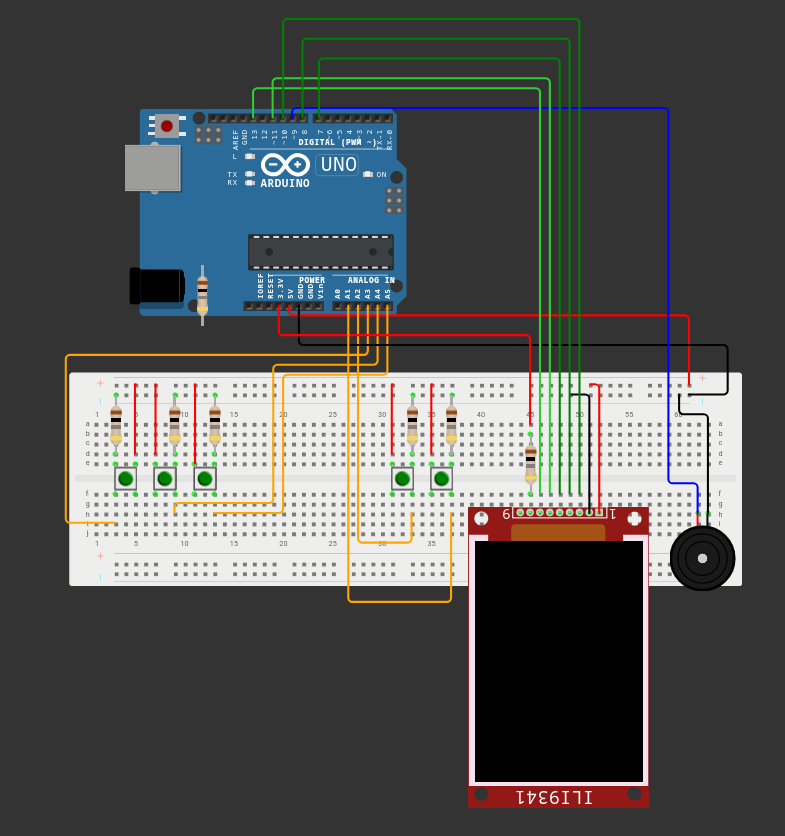 AREF
GND
13
12
~11
~10
~9
8
7
~6
~5
4
~3
2
TX→1
RX←0
DIGITAL (PWM ~)
L
TX
RX
UNO
ON
ARDUINO
IOREF
RESET
3.3V
5V
GND
GND
Vin
POWER
ANALOG IN
A0
A1
A2
A3
A4
A5
+ +
1 5 20 25 30 40 45 50 55 60
a a
b b
c c
d d
e e
f f
g g
h h
i
j j
1 5 10 15 20 25 30 35
+
9 1
ILI9341